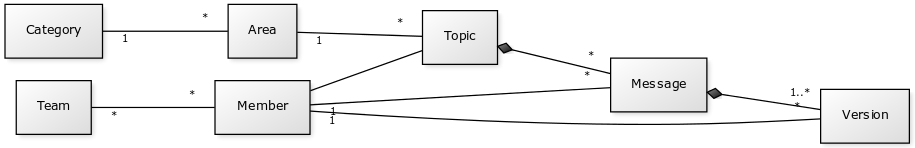 Category
1
*
Area
1
*
Topic
*
Team
*
*
Member
1
1
*
Message
1..*
*
Version